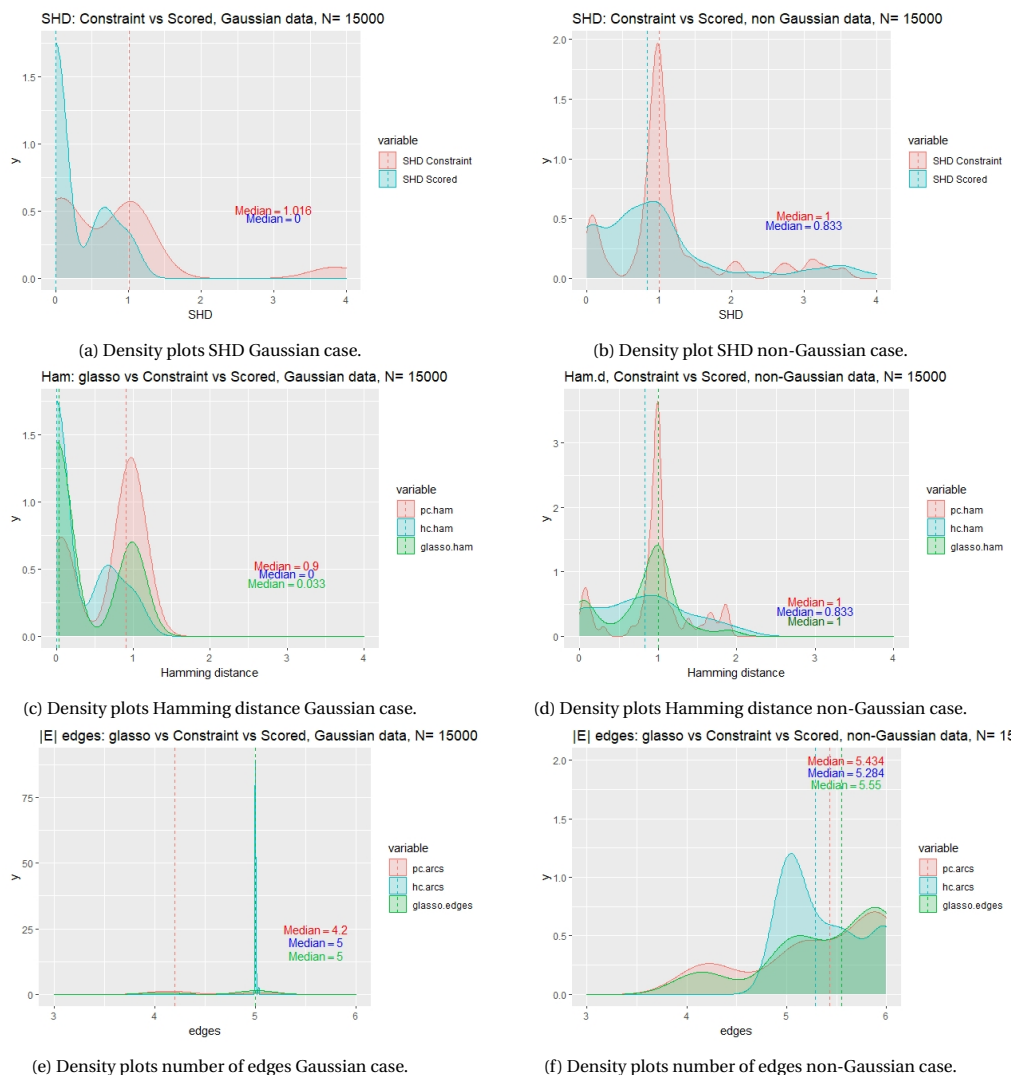 SHD: Constraint vs Scored, Gaussian data, N= 15000
y
1.5
1.0
0.5
0.0
0
1
2
3
4
SHD
Median = 1.016
Median = 0
variable
SHD Constraint
SHD Scored
(a) Density plots SHD Gaussian case.
SHD: Constraint vs Scored, non Gaussian data, N= 15000
y
2.0
1.5
1.0
0.5
0.0
0
1
2
3
4
SHD
Median = 1
Median = 0.833
variable
SHD Constraint
SHD Scored
(b) Density plot SHD non-Gaussian case.
Ham: glasso vs Constraint vs Scored, Gaussian data, N= 15000
y
1.5
1.0
0.5
0.0
0
1
2
3
4
Hamming distance
Median = 0.9
Median = 0
Median = 0.033
variable
pc.ham
hc.ham
glasso.ham
(c) Density plots Hamming distance Gaussian case.
Ham.d, Constraint vs Scored, non-Gaussian data, N= 15000
y
3
2
1
0
0
1
2
3
4
Hamming distance
Median = 1
Median = 0.833
Median = 1
variable
pc.ham
hc.ham
glasso.ham
(d) Density plots Hamming distance non-Gaussian case.
|E| edges: glasso vs Constraint vs Scored, Gaussian data, N= 15000
y
75
50
25
0
3
4
5
6
edges
Median = 4.2
Median = 5
Median = 5
variable
pc.arcs
hc.arcs
glasso.edges
(e) Density plots number of edges Gaussian case.
|E| edges: glasso vs Constraint vs Scored, non-Gaussian data, N= 15
y
2.0
1.5
1.0
0.5
0.0
3
4
5
6
edges
Median = 5.434
Median = 5.284
Median = 5.55
variable
pc.arcs
hc.arcs
glasso.edges
(f) Density plots number of edges non-Gaussian case.